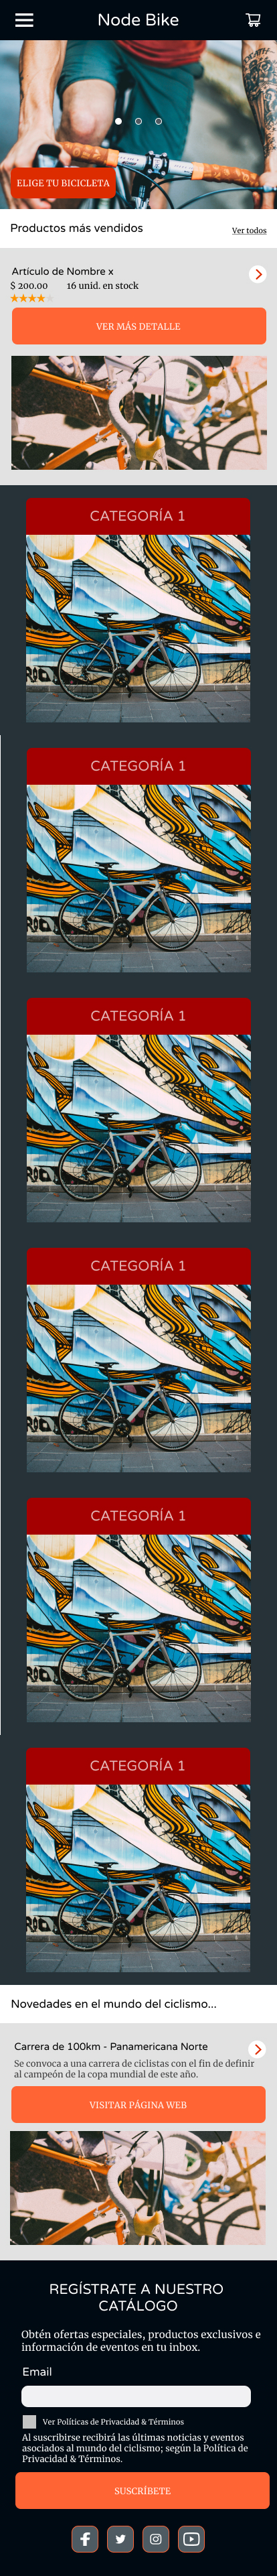 Node Bike
ELIGE TU BICICLETA
Productos más vendidos
Ver todos
Artículo de Nombre x
$ 200.00 16 unid. en stock
VER MÁS DETALLE
CATEGORÍA 1
CATEGORÍA 1
CATEGORÍA 1
CATEGORÍA 1
CATEGORÍA 1
CATEGORÍA 1
Novedades en el mundo del ciclismo...
Carrera de 100km - Panamericana Norte
Se convoca a una carrera de ciclistas con el fin de definir
al campeón de la copa mundial de este año.
VISITAR PÁGINA WEB
REGÍSTRATE A NUESTRO
CATÁLOGO
Obtén ofertas especiales, productos exclusivos e
información de eventos en tu inbox.
Email
Ver Políticas de Privacidad & Términos
Al suscribirse recibirá las últimas noticias y eventos
asociados al mundo del ciclismo; según la Política de
Privacidad & Términos.
SUSCRÍBETE